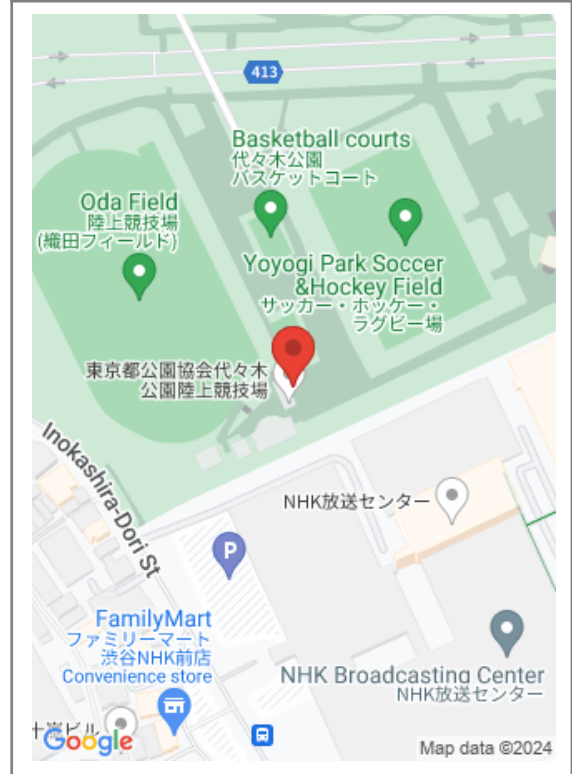 413
Basketball courts
代々木公園
バスケットコート
Oda Field
陸上競技場
(織田フィールド)
Yoyogi Park Soccer
&Hockey Field
サッカー・ホッケー・
ラグビー場
東京都公園協会代々木
公園陸上競技場
Inokashira-Dori St
NHK放送センター
P
FamilyMart
ファミリーマート
渋谷NHK前店
Convenience store
NHK Broadcasting Center
NHK放送センター
Google
Map data ©2024